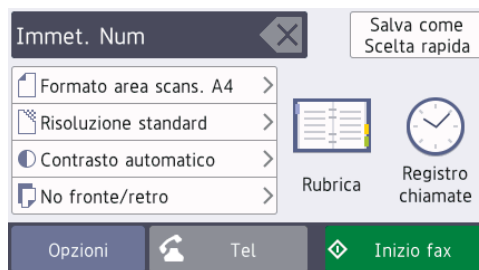 Immet. Num
Salva come
Scelta rapida
Formato area scans. A4
Risoluzione standard
Contrasto automatico
No fronte/retro
Rubrica
Registro
chiamate
Opzioni
Tel
Inizio fax